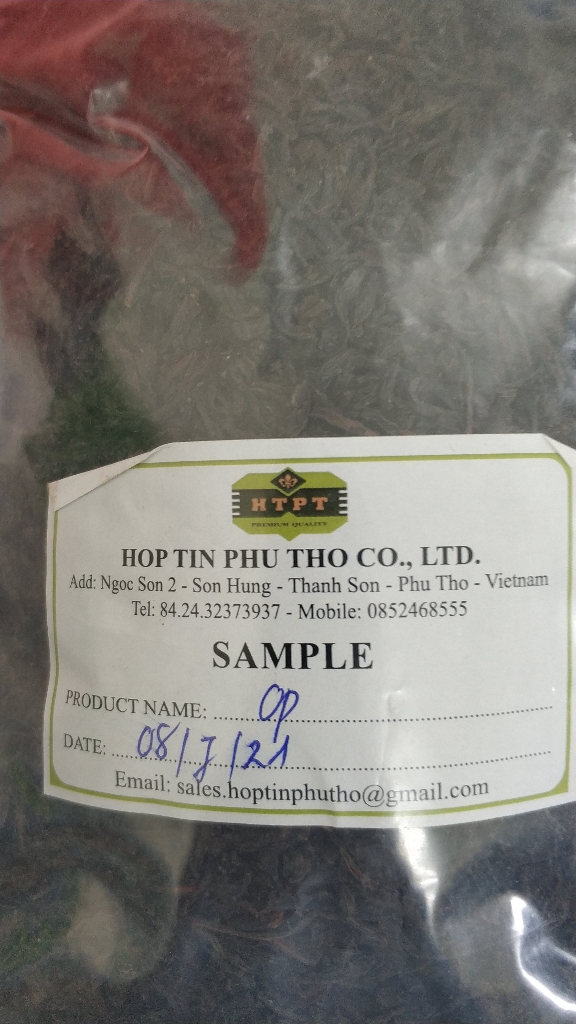 HTPT
PREMIUM QUALITY
HOP TIN PHU THO CO., LTD.
Add: Ngoc Son 2 - Son Hung - Thanh Son - Phu Tho - Vietnam
Tel: 84.24.32373937 - Mobile: 0852468555
SAMPLE
PRODUCT NAME: OP
DATE: 08/7/21
Email: sales.hoptinphutho@gmail.com